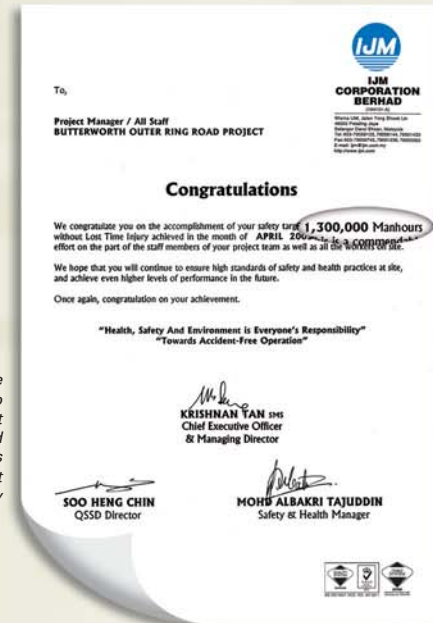 IJM
IJM
CORPORATION
BERHAD
To,
Project Manager / All Staff
BUTTERWORTH OUTER RING ROAD PROJECT
Congratulations
We congratulate you on the accomplishment of your safety targ 1,300,000 Manhours
without Lost Time Injury achieved in the month of APRIL is a commendab
effort on the part of the staff members of your project team as well as all the workers on site.
We hope that you will continue to ensure high standards of safety and health practices at site,
and achieve even higher levels of performance in the future.
Once again, congratulation on your achievement.
"Health, Safety And Environment is Everyone's Responsibility"
"Towards Accident-Free Operation"
KRISHNAN TAN SMS
Chief Executive Officer
& Managing Director
SOO HENG CHIN
QSSD Director
MOHD ALBAKRI TAJUDDIN
Safety & Health Manager